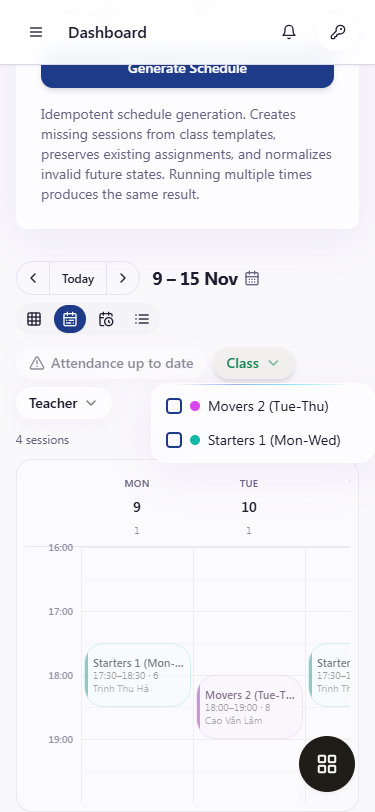 Dashboard
Generate Schedule
Idempotent schedule generation. Creates
missing sessions from class templates,
preserves existing assignments, and normalizes
invalid future states. Running multiple times
produces the same result.
Today
9 – 15 Nov
Attendance up to date
Class
Teacher
Movers 2 (Tue-Thu)
Starters 1 (Mon-Wed)
4 sessions
MON
TUE
9
10
1
1
16:00
17:00
18:00
19:00
Starters 1 (Mon-...
17:30–18:30 · 6
Trịnh Thu Hà
Movers 2 (Tue-T...
18:00–19:00 · 8
Cao Văn Lâm
Starter
17:30–1
Trịnh Th